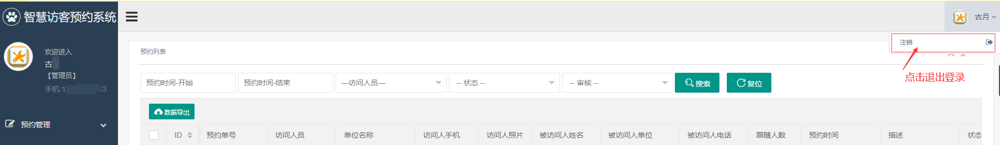 智慧访客预约系统
古月
注销
欢迎进入
古
【管理员】
手机:1 3
预约管理
预约列表
点击退出登录
预约时间-开始 预约时间-结束 —访问人员— -- 状态 -- -- 审核 -- 搜索 复位
数据导出
ID 预约单号 访问人员 单位名称 访问人手机 访问人照片 被访问人姓名 被访问人单位 被访问人电话 跟随人数 预约时间 描述 状态